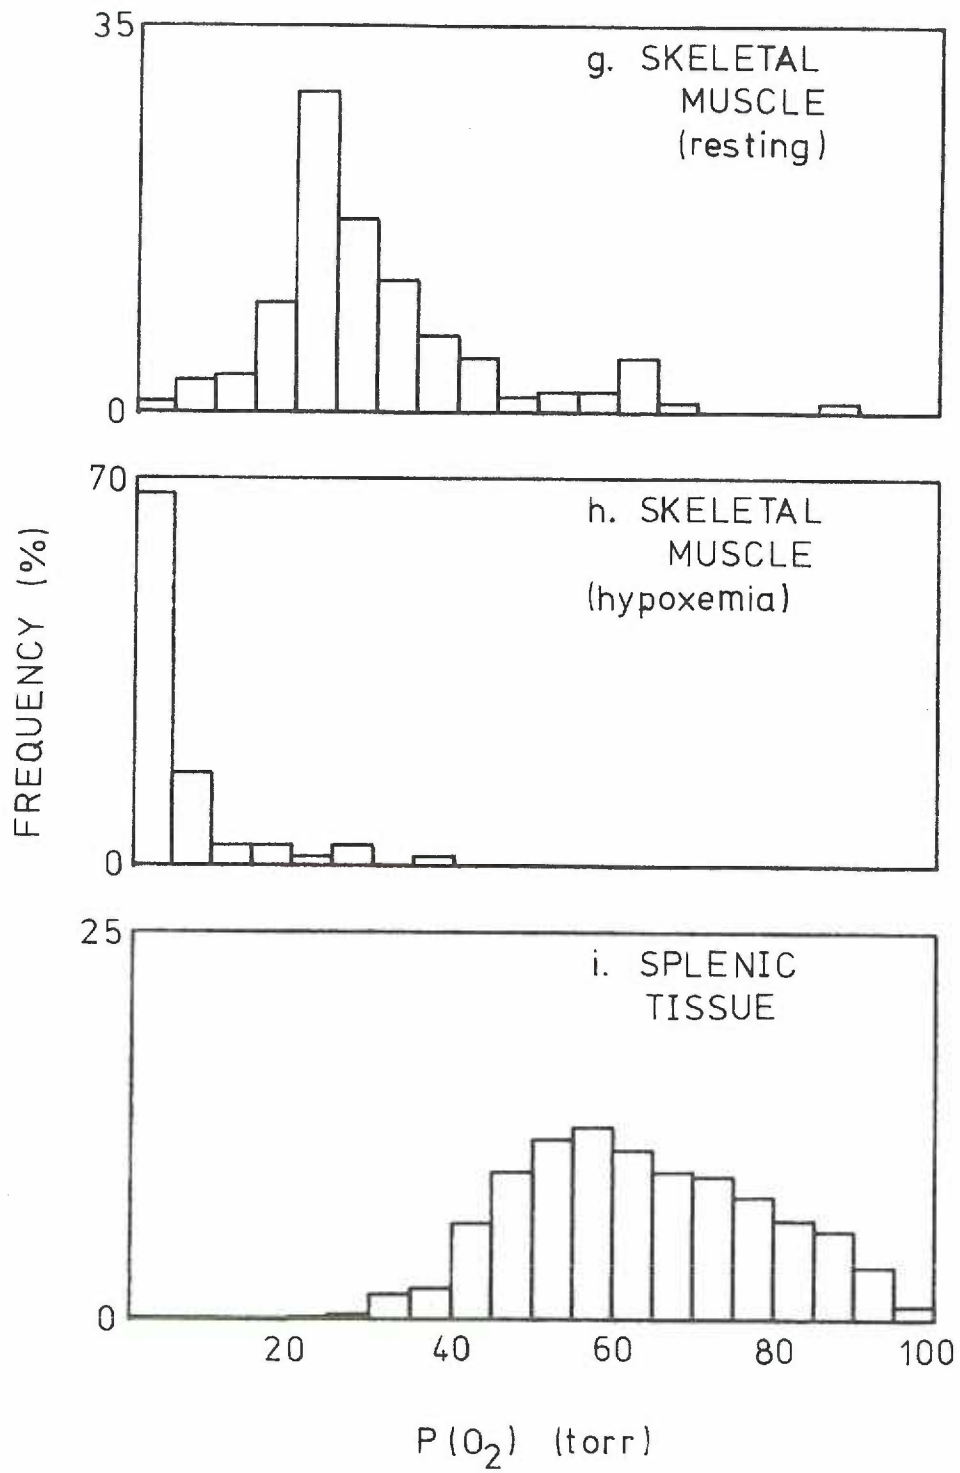 35
g. SKELETAL
MUSCLE
(resting)
0
70
h. SKELETAL
MUSCLE
(hypoxemia)
0
FREQUENCY (%)
25
i. SPLENIC
TISSUE
0
20 40 60 80 100
P(O2) (torr)